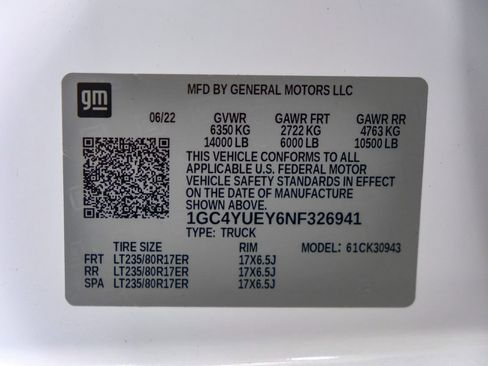 gm
MFD BY GENERAL MOTORS LLC
06/22 GVWR GAWR FRT GAWR RR
6350 KG 2722 KG 4763 KG
14000 LB 6000 LB 10500 LB
THIS VEHICLE CONFORMS TO ALL
APPLICABLE U.S. FEDERAL MOTOR
VEHICLE SAFETY STANDARDS IN EFFECT
ON THE DATE OF MANUFACTURE
SHOWN ABOVE.
1GC4YUEY6NF326941
TYPE: TRUCK
TIRE SIZE RIM MODEL: 61CK30943
FRT LT235/80R17ER 17X6.5J
RR LT235/80R17ER 17X6.5J
SPA LT235/80R17ER 17X6.5J